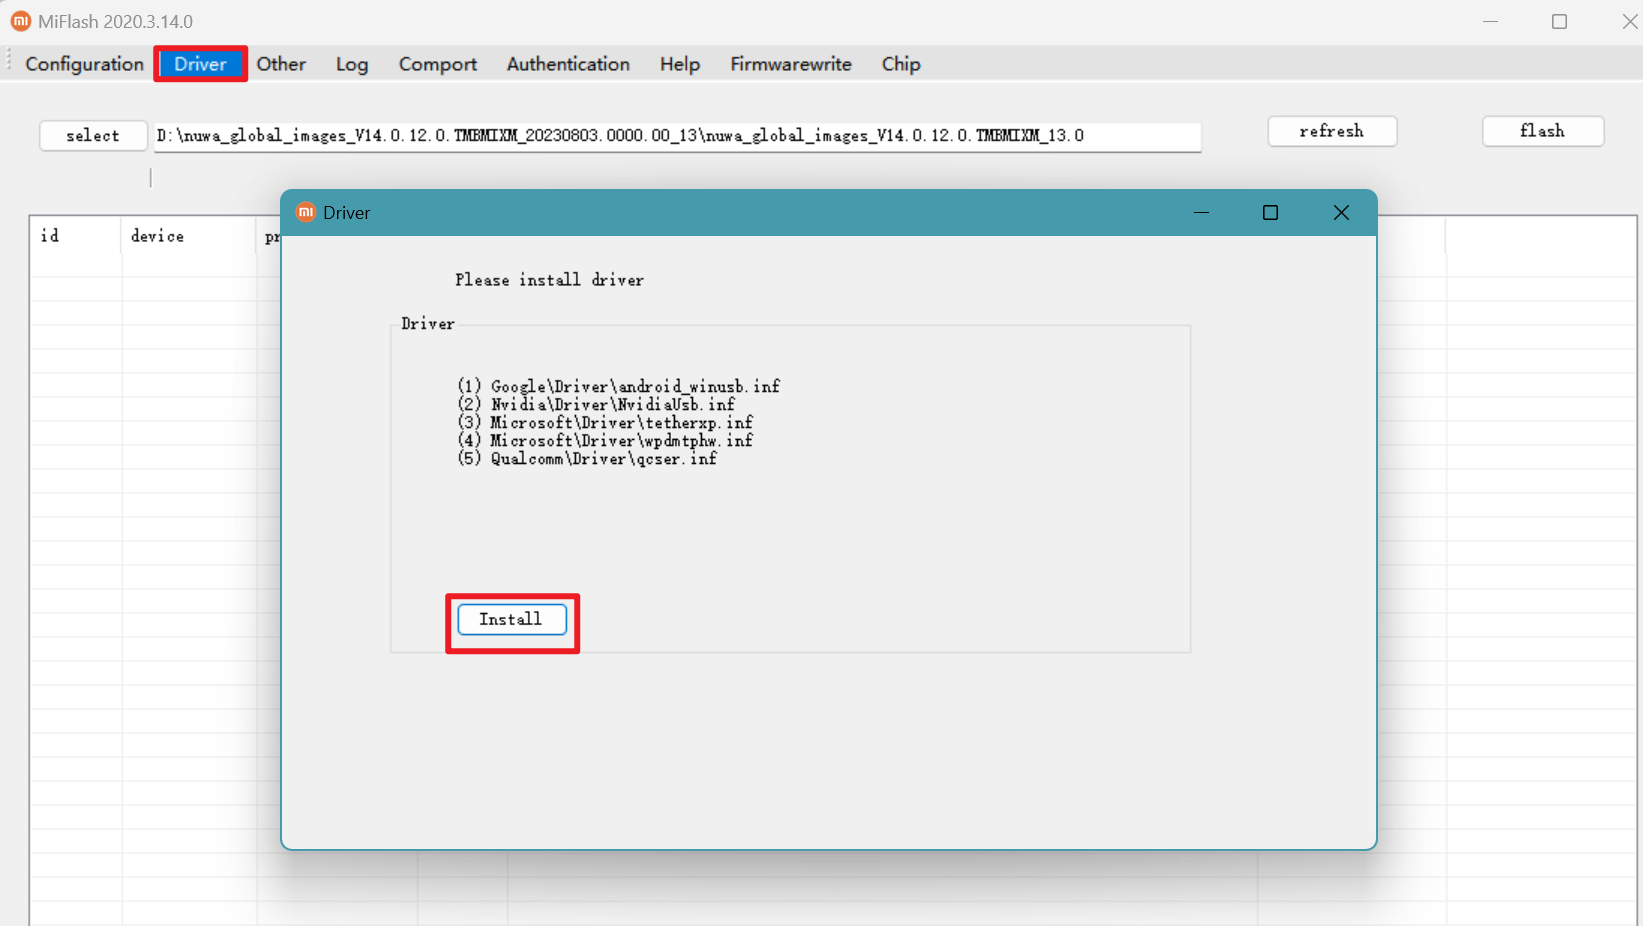 MiFlash 2020.3.14.0
Configuration Driver Other Log Comport Authentication Help Firmwarewrite Chip
select D:\nuwa_global_images_V14.0.12.0.TMBMIXM_20230803.0000.00_13\nuwa_global_images_V14.0.12.0.TMBMIXM_13.0 refresh flash
id device
Driver
Please install driver
Driver
(1) Google\Driver\android_winusb.inf
(2) Nvidia\Driver\NvidiaUsb.inf
(3) Microsoft\Driver\tetherxp.inf
(4) Microsoft\Driver\wpdmtphw.inf
(5) Qualcomm\Driver\qcser.inf
Install